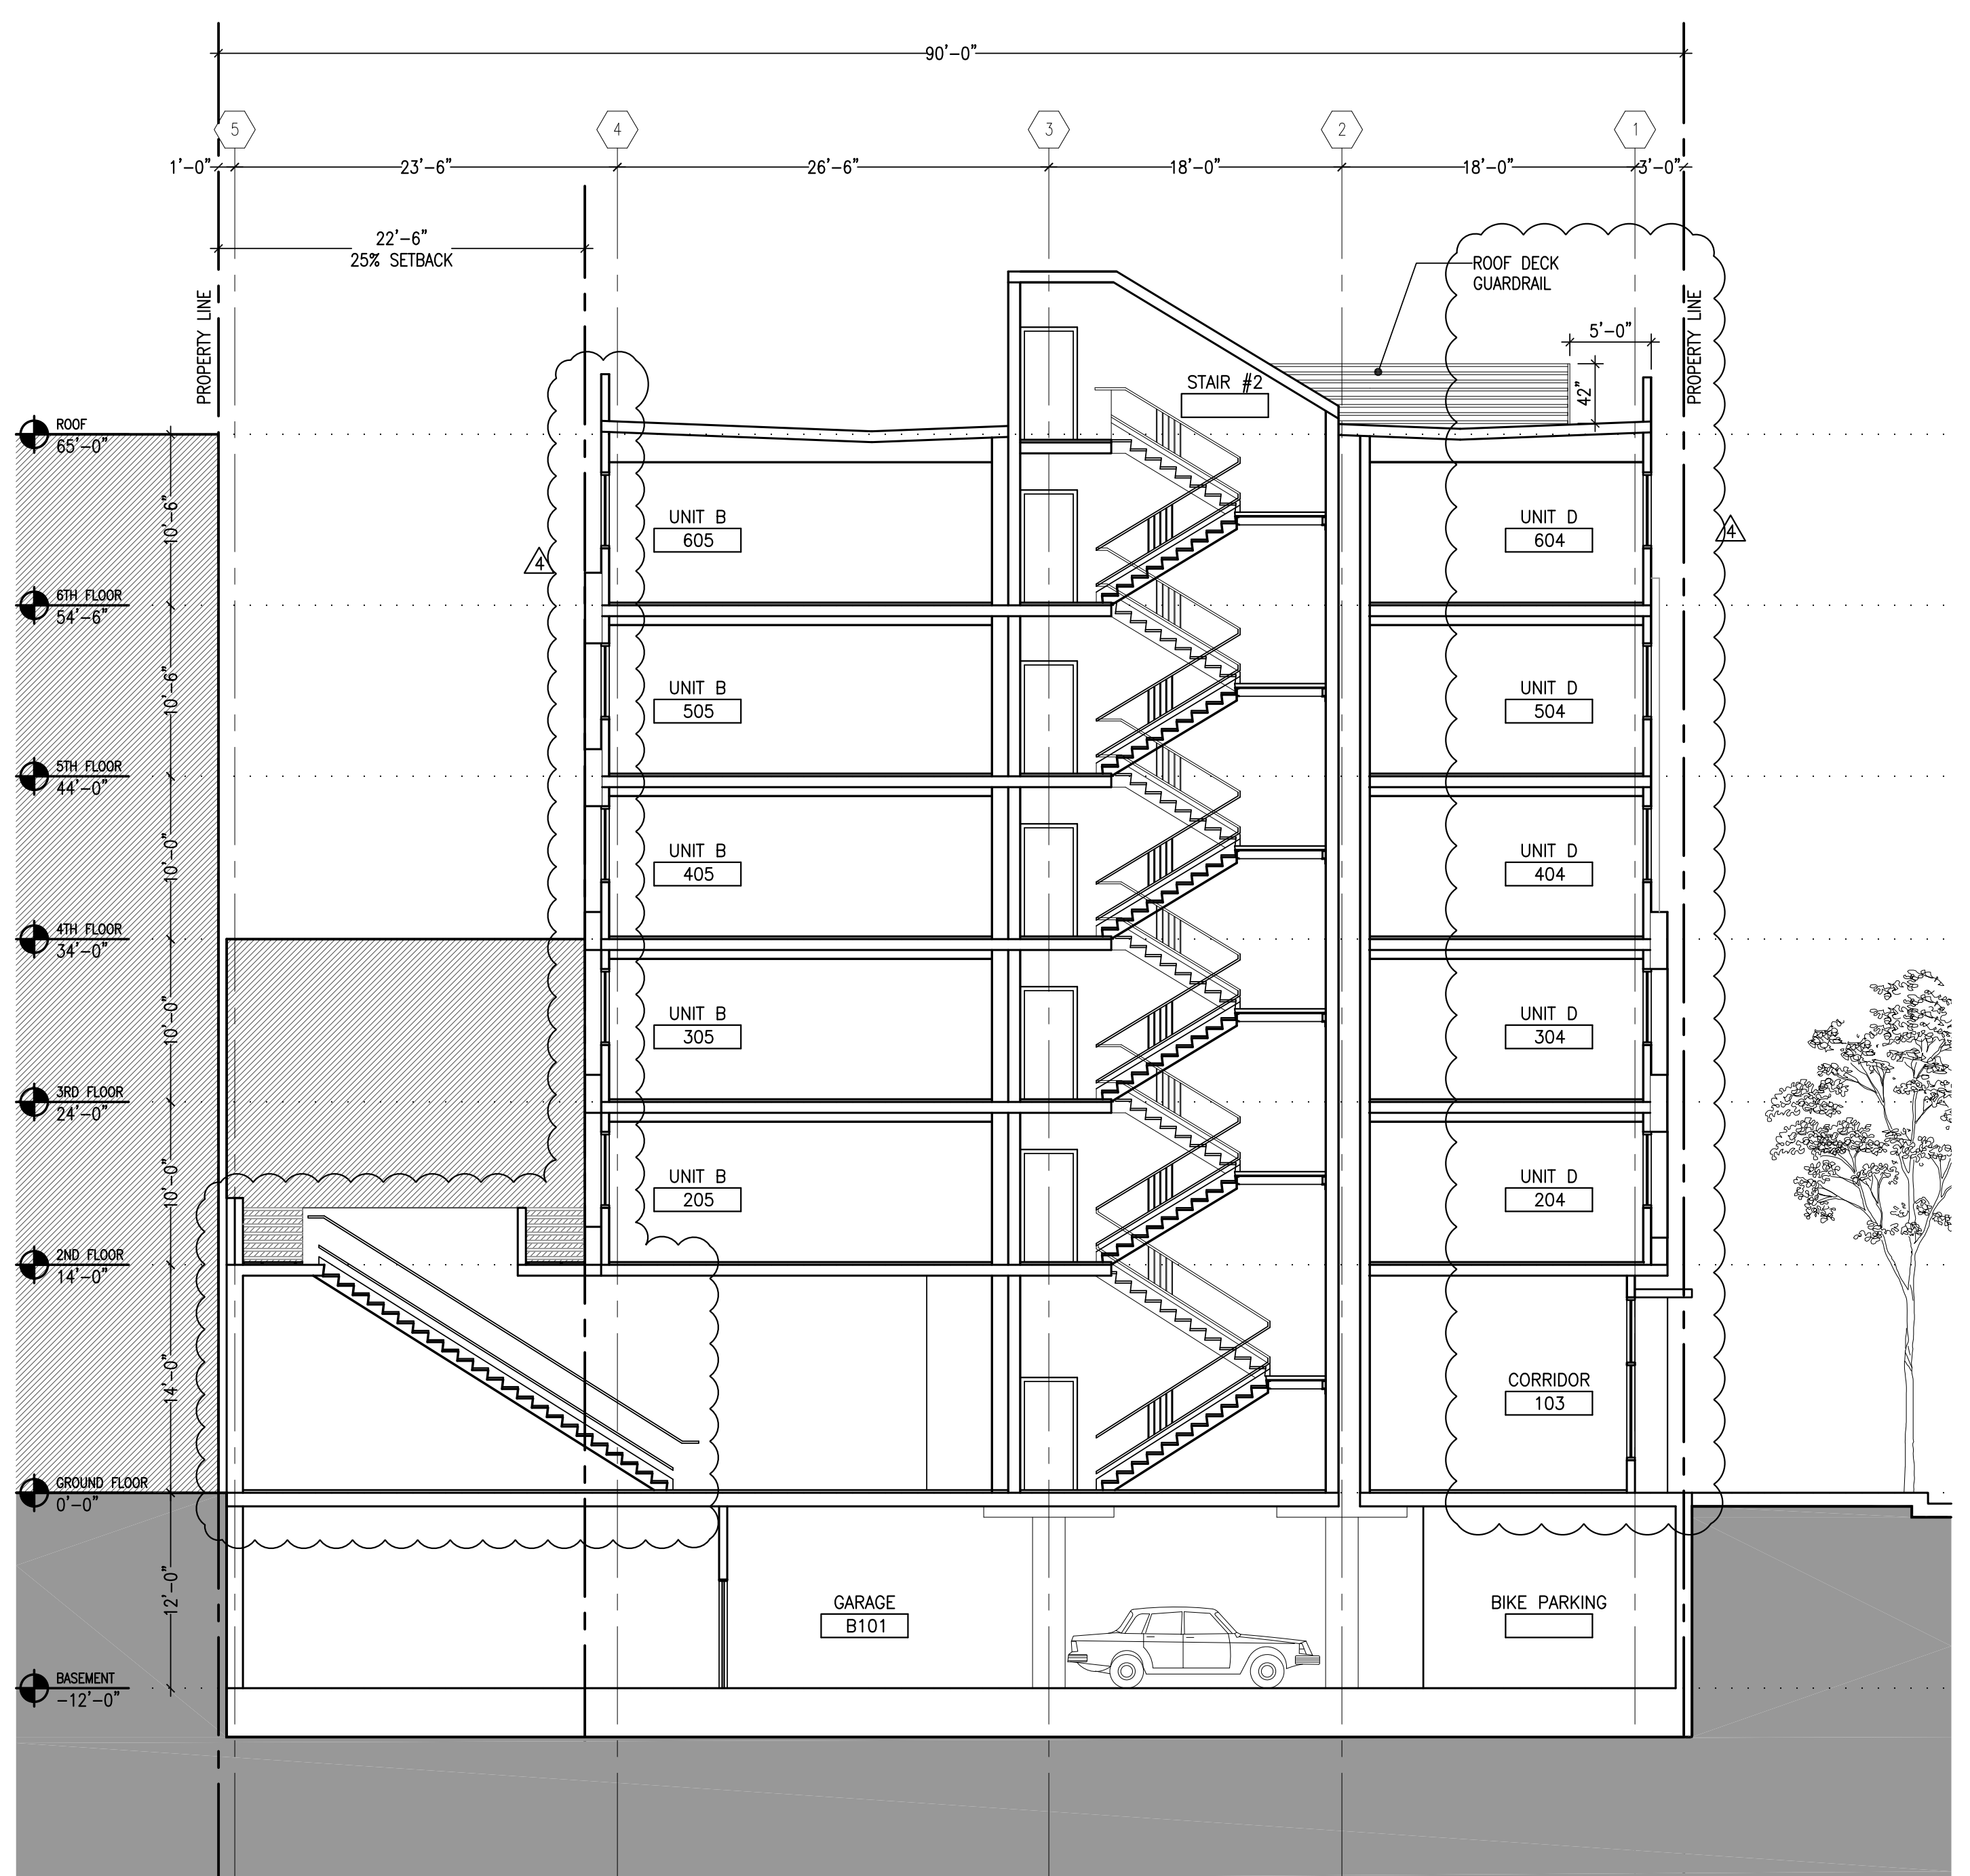 90'-0"
5
4
3
2
1
1'-0"
23'-6"
26'-6"
18'-0"
18'-0"
3'-0"
22'-6"
25% SETBACK
ROOF DECK
GUARDRAIL
PROPERTY LINE
PROPERTY LINE
5'-0"
42"
STAIR #2
ROOF
65'-0"
10'-6"
UNIT B
605
UNIT D
604
4
4
6TH FLOOR
54'-6"
10'-6"
UNIT B
505
UNIT D
504
5TH FLOOR
44'-0"
10'-0"
UNIT B
405
UNIT D
404
4TH FLOOR
34'-0"
10'-0"
UNIT B
305
UNIT D
304
3RD FLOOR
24'-0"
10'-0"
UNIT B
205
UNIT D
204
2ND FLOOR
14'-0"
14'-0"
CORRIDOR
103
GROUND FLOOR
0'-0"
12'-0"
GARAGE
B101
BIKE PARKING
BASEMENT
-12'-0"